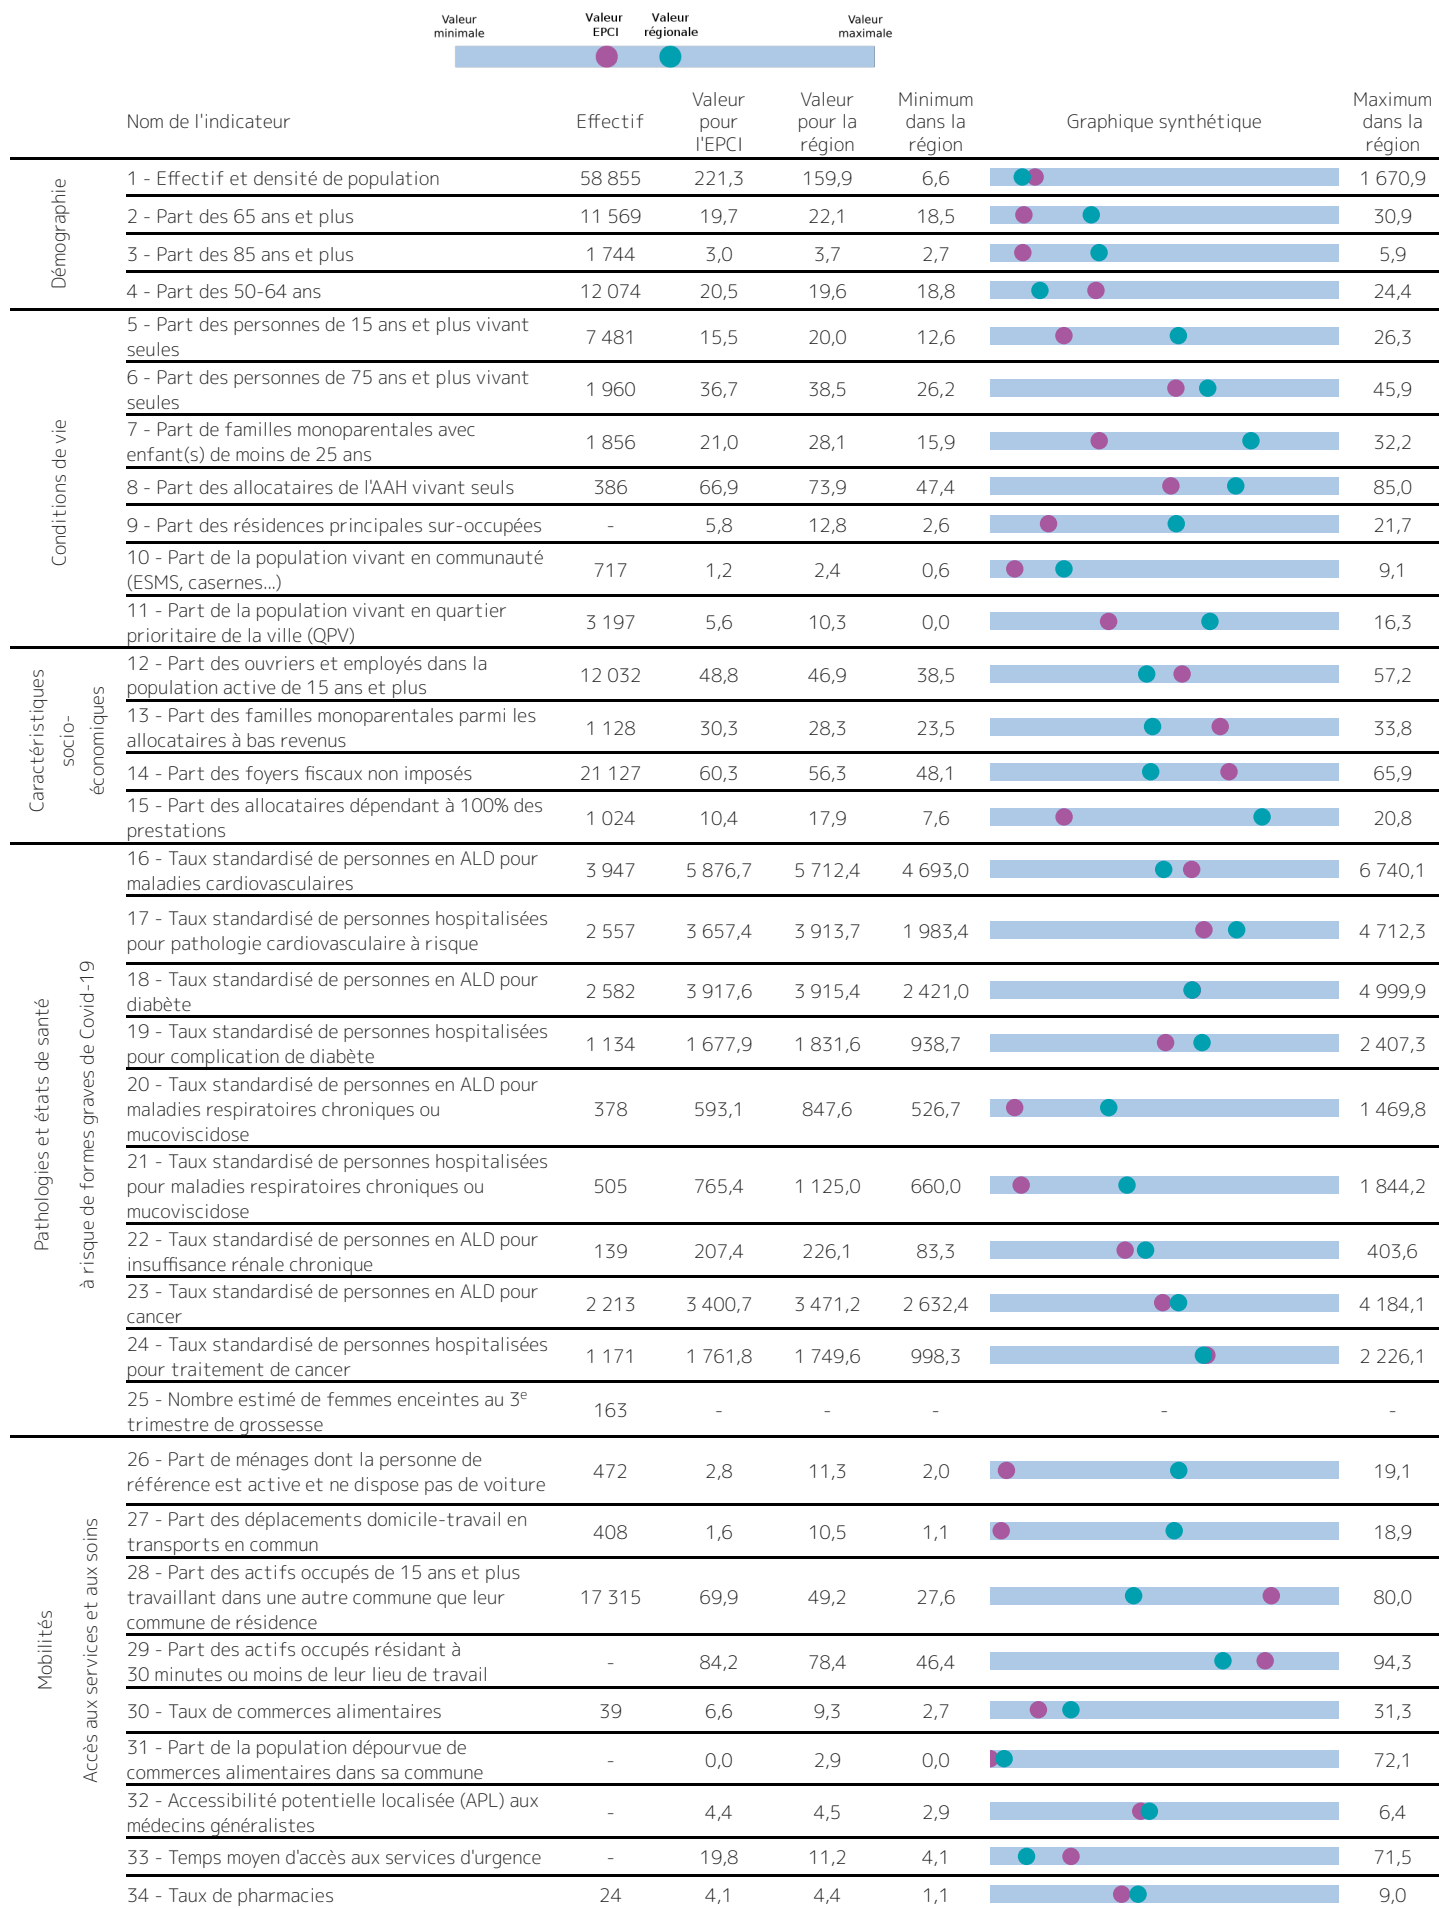 Valeur minimale
Valeur EPCI
Valeur régionale
Valeur maximale
Nom de l'indicateur
Effectif
Valeur pour l'EPCI
Valeur pour la région
Minimum dans la région
Graphique synthétique
Maximum dans la région
Démographie
1 - Effectif et densité de population 58 855 221,3 159,9 6,6 1 670,9
2 - Part des 65 ans et plus 11 569 19,7 22,1 18,5 30,9
3 - Part des 85 ans et plus 1 744 3,0 3,7 2,7 5,9
4 - Part des 50-64 ans 12 074 20,5 19,6 18,8 24,4
Conditions de vie
5 - Part des personnes de 15 ans et plus vivant
seules 7 481 15,5 20,0 12,6 26,3
6 - Part des personnes de 75 ans et plus vivant
seules 1 960 36,7 38,5 26,2 45,9
7 - Part de familles monoparentales avec
enfant(s) de moins de 25 ans 1 856 21,0 28,1 15,9 32,2
8 - Part des allocataires de l'AAH vivant seuls 386 66,9 73,9 47,4 85,0
9 - Part des résidences principales sur-occupées - 5,8 12,8 2,6 21,7
10 - Part de la population vivant en communauté
(ESMS, casernes...) 717 1,2 2,4 0,6 9,1
11 - Part de la population vivant en quartier
prioritaire de la ville (QPV) 3 197 5,6 10,3 0,0 16,3
Caractéristiques
socio-
économiques
12 - Part des ouvriers et employés dans la
population active de 15 ans et plus 12 032 48,8 46,9 38,5 57,2
13 - Part des familles monoparentales parmi les
allocataires à bas revenus 1 128 30,3 28,3 23,5 33,8
14 - Part des foyers fiscaux non imposés 21 127 60,3 56,3 48,1 65,9
15 - Part des allocataires dépendant à 100% des
prestations 1 024 10,4 17,9 7,6 20,8
Pathologies et états de santé
à risque de formes graves de Covid-19
16 - Taux standardisé de personnes en ALD pour
maladies cardiovasculaires 3 947 5 876,7 5 712,4 4 693,0 6 740,1
17 - Taux standardisé de personnes hospitalisées
pour pathologie cardiovasculaire à risque 2 557 3 657,4 3 913,7 1 983,4 4 712,3
18 - Taux standardisé de personnes en ALD pour
diabète 2 582 3 917,6 3 915,4 2 421,0 4 999,9
19 - Taux standardisé de personnes hospitalisées
pour complication de diabète 1 134 1 677,9 1 831,6 938,7 2 407,3
20 - Taux standardisé de personnes en ALD pour
maladies respiratoires chroniques ou
mucoviscidose 378 593,1 847,6 526,7 1 469,8
21 - Taux standardisé de personnes hospitalisées
pour maladies respiratoires chroniques ou
mucoviscidose 505 765,4 1 125,0 660,0 1 844,2
22 - Taux standardisé de personnes en ALD pour
insuffisance rénale chronique 139 207,4 226,1 83,3 403,6
23 - Taux standardisé de personnes en ALD pour
cancer 2 213 3 400,7 3 471,2 2 632,4 4 184,1
24 - Taux standardisé de personnes hospitalisées
pour traitement de cancer 1 171 1 761,8 1 749,6 998,3 2 226,1
25 - Nombre estimé de femmes enceintes au 3e
trimestre de grossesse 163 - - - - -
Mobilités
Accès aux services et aux soins
26 - Part de ménages dont la personne de
référence est active et ne dispose pas de voiture 472 2,8 11,3 2,0 19,1
27 - Part des déplacements domicile-travail en
transports en commun 408 1,6 10,5 1,1 18,9
28 - Part des actifs occupés de 15 ans et plus
travaillant dans une autre commune que leur
commune de résidence 17 315 69,9 49,2 27,6 80,0
29 - Part des actifs occupés résidant à
30 minutes ou moins de leur lieu de travail - 84,2 78,4 46,4 94,3
30 - Taux de commerces alimentaires 39 6,6 9,3 2,7 31,3
31 - Part de la population dépourvue de
commerces alimentaires dans sa commune - 0,0 2,9 0,0 72,1
32 - Accessibilité potentielle localisée (APL) aux
médecins généralistes - 4,4 4,5 2,9 6,4
33 - Temps moyen d'accès aux services d'urgence - 19,8 11,2 4,1 71,5
34 - Taux de pharmacies 24 4,1 4,4 1,1 9,0